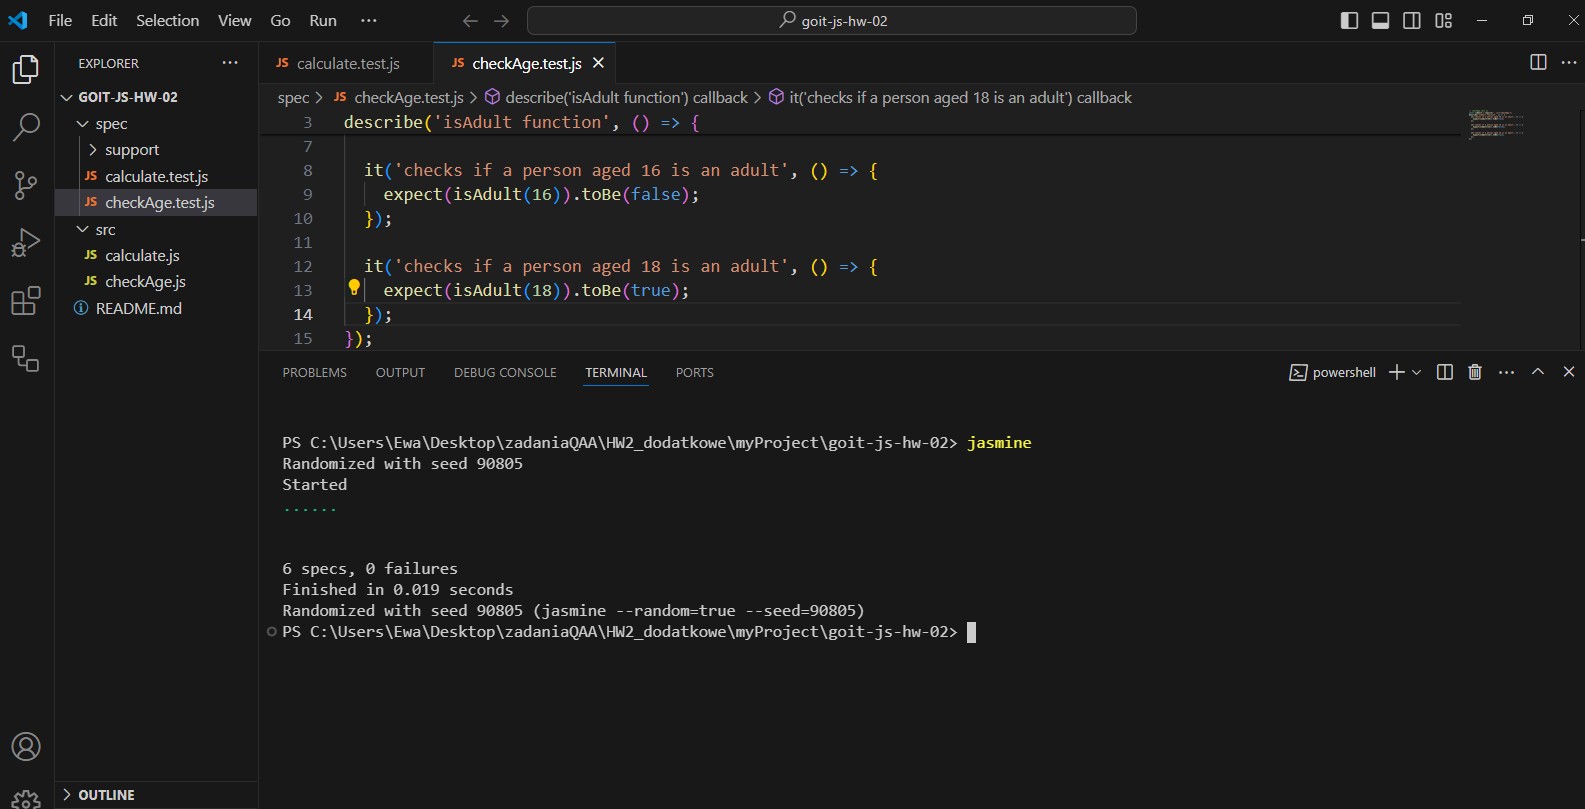 File Edit Selection View Go Run ···
goit-js-hw-02
EXPLORER ···
GOIT-JS-HW-02
spec
support
JS calculate.test.js
JS checkAge.test.js
src
JS calculate.js
JS checkAge.js
README.md
OUTLINE
JS calculate.test.js
JS checkAge.test.js
spec > JS checkAge.test.js > describe('isAdult function') callback > it('checks if a person aged 18 is an adult') callback
3 describe('isAdult function', () => {
7
8 it('checks if a person aged 16 is an adult', () => {
9 expect(isAdult(16)).toBe(false);
10 });
11
12 it('checks if a person aged 18 is an adult', () => {
13 expect(isAdult(18)).toBe(true);
14 });
15 });
PROBLEMS OUTPUT DEBUG CONSOLE TERMINAL PORTS
powershell
PS C:\Users\Ewa\Desktop\zadaniaQAA\HW2_dodatkowe\myProject\goit-js-hw-02> jasmine
Randomized with seed 90805
Started
......
6 specs, 0 failures
Finished in 0.019 seconds
Randomized with seed 90805 (jasmine --random=true --seed=90805)
PS C:\Users\Ewa\Desktop\zadaniaQAA\HW2_dodatkowe\myProject\goit-js-hw-02>